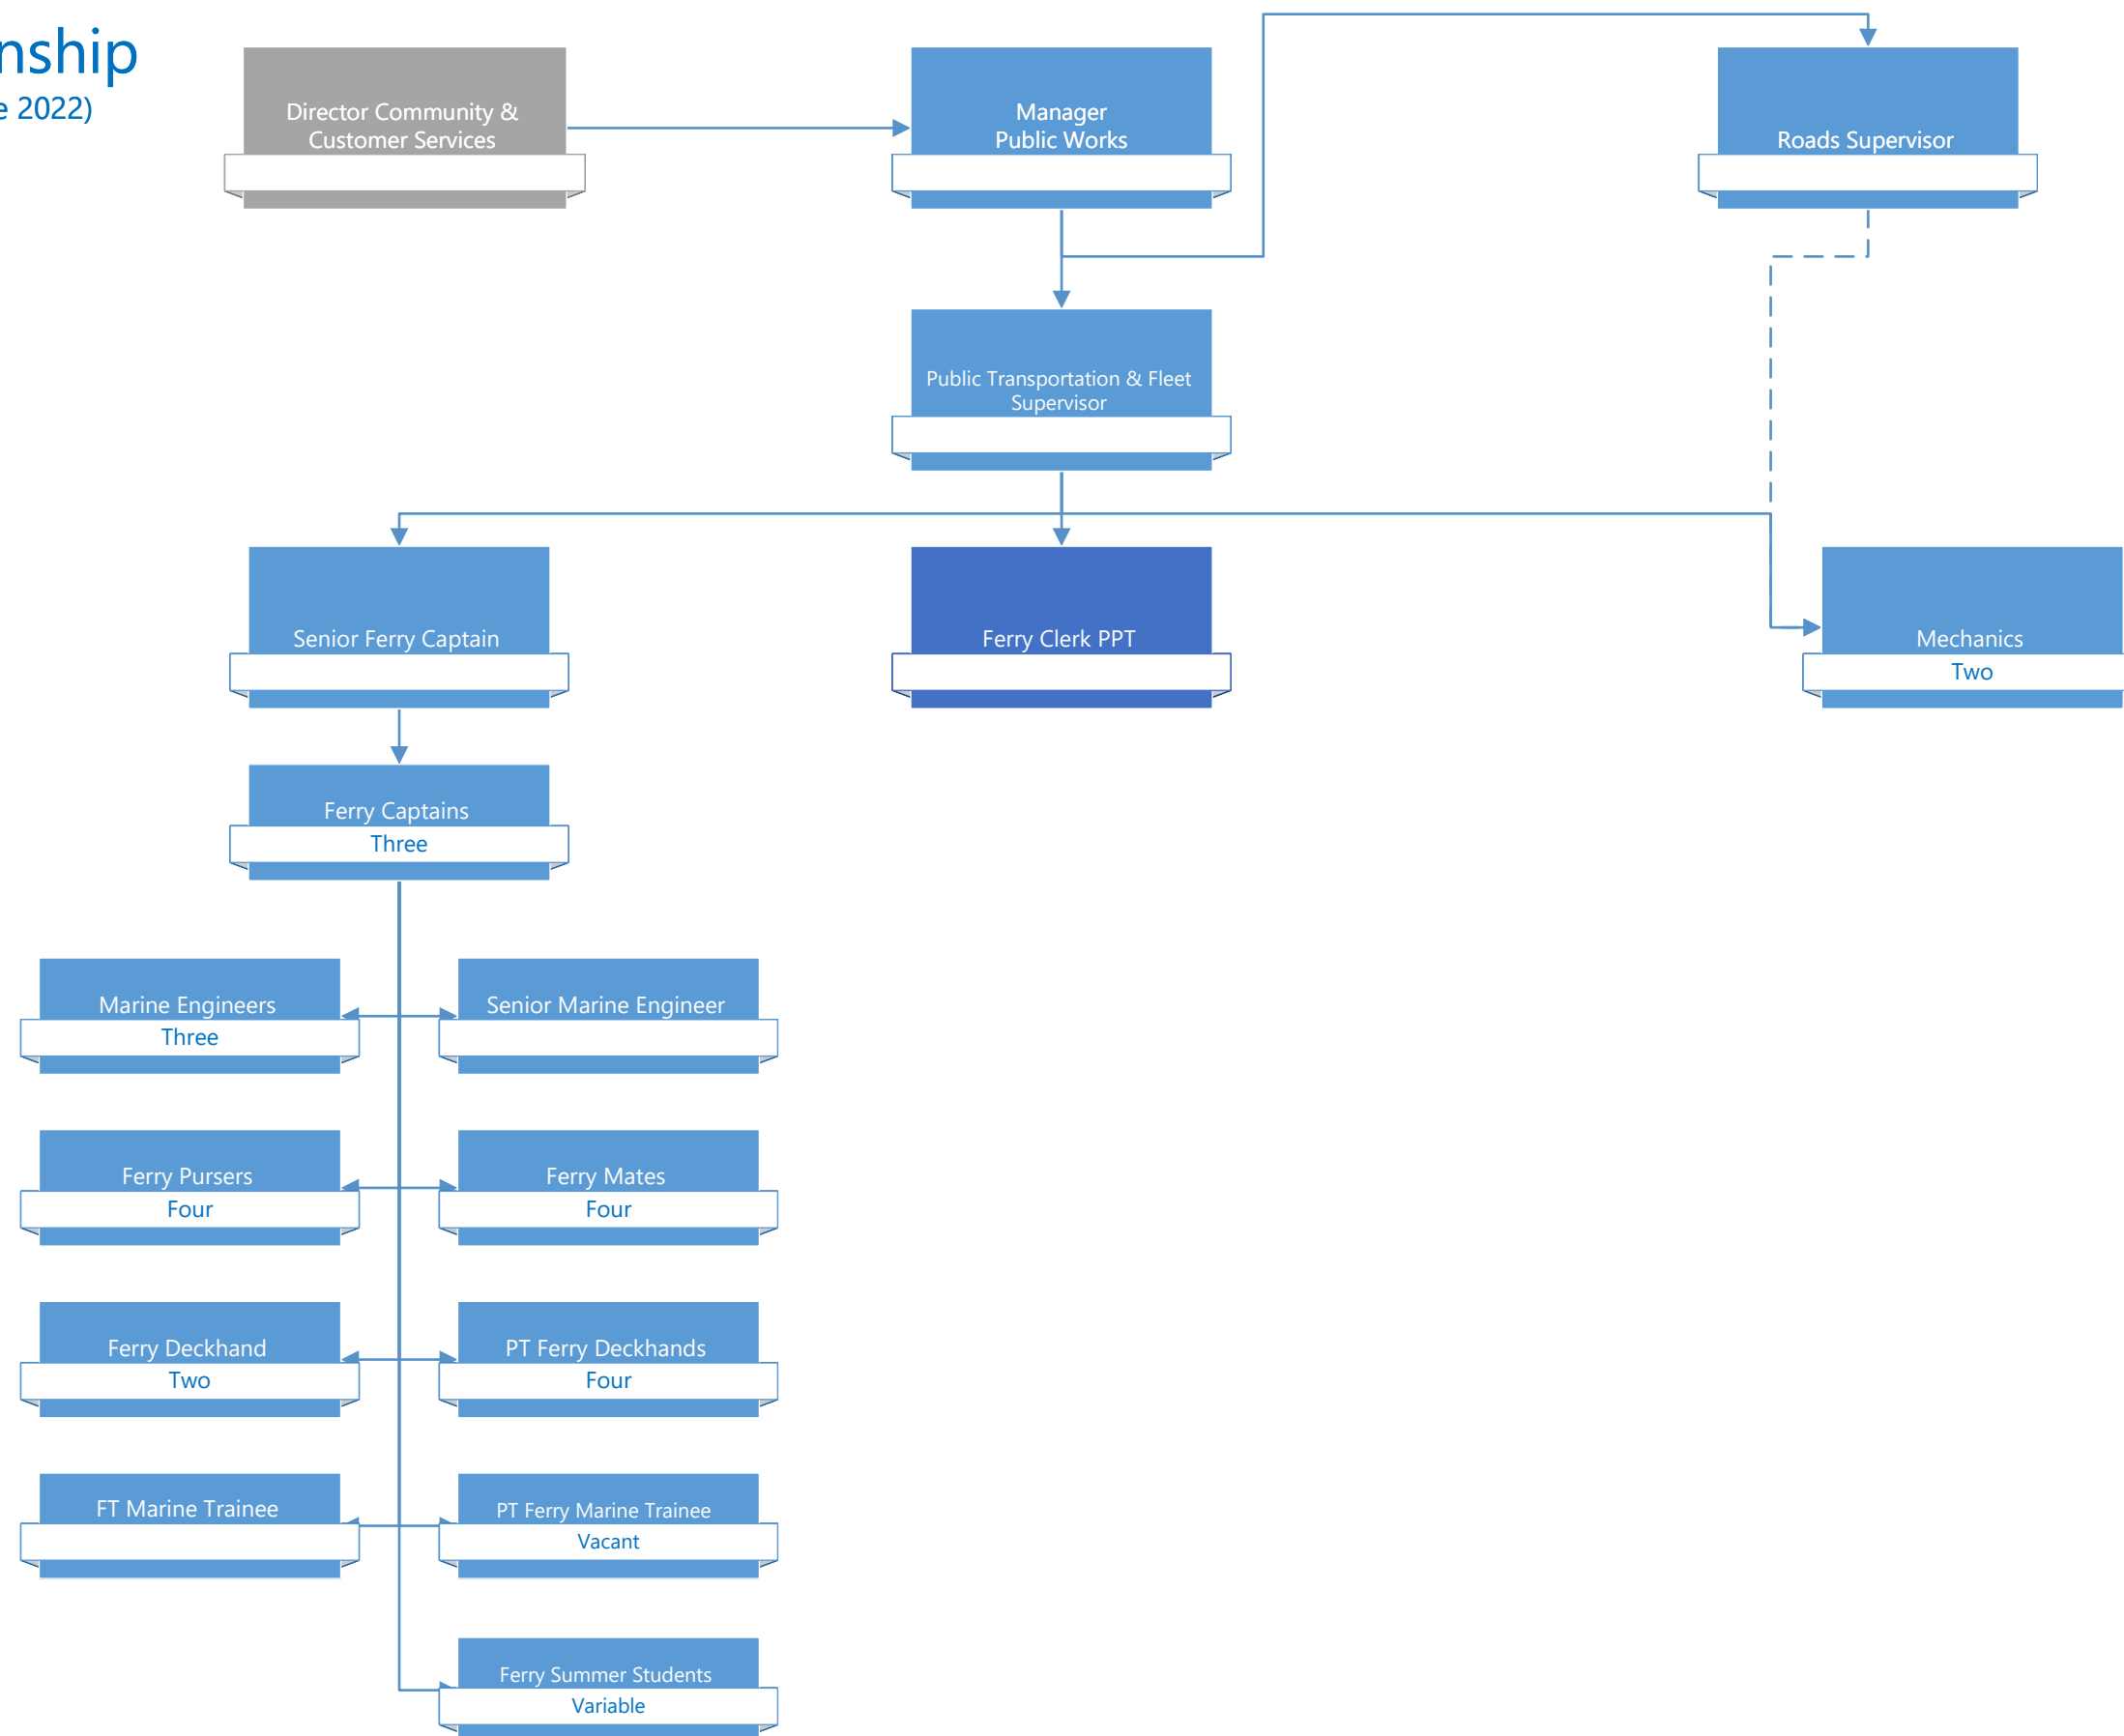 nship
e 2022)
Director Community &
Customer Services
Manager
Public Works
Roads Supervisor
Public Transportation & Fleet
Supervisor
Senior Ferry Captain
Ferry Clerk PPT
Mechanics
Two
Ferry Captains
Three
Marine Engineers
Three
Senior Marine Engineer
Ferry Pursers
Four
Ferry Mates
Four
Ferry Deckhand
Two
PT Ferry Deckhands
Four
FT Marine Trainee
PT Ferry Marine Trainee
Vacant
Ferry Summer Students
Variable